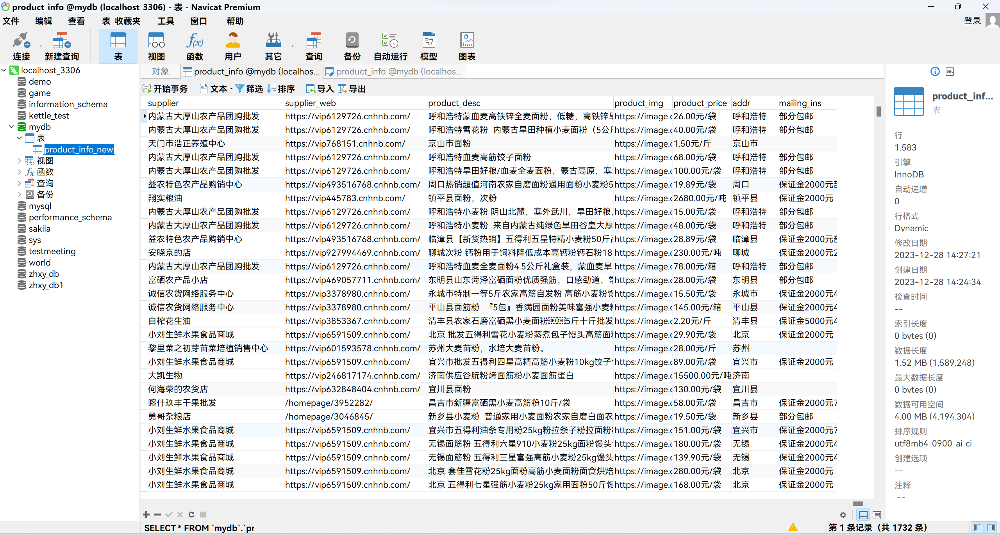 product_info @mydb (localhost_3306) - 表 - Navicat Premium
文件 编辑 查看 表 收藏夹 工具 窗口 帮助 登录
连接 新建查询 表 视图 函数 用户 其它 查询 备份 自动运行 模型 图表
localhost_3306
demo
game
information_schema
kettle_test
mydb
表
product_info_new
视图
函数
查询
备份
mysql
performance_schema
sakila
sys
testmeeting
world
zhxy_db
zhxy_db1
对象 product_info @mydb (localhos... product_info @mydb (localhos...
开始事务 文本 筛选 排序 导入 导出
supplier supplier_web product_desc product_img product_price addr mailing_ins
内蒙古大厚山农产品团购批发 https://vip6129726.cnhnb.com/ 呼和浩特蒙血麦高铁锌全麦面粉，低糖，高铁锌 https://image. 26.00元/袋 呼和浩特 部分包邮
内蒙古大厚山农产品团购批发 https://vip6129726.cnhnb.com/ 呼和浩特雪花粉 内蒙古旱田种植小麦面粉（5公 https://image. 40.00元/袋 呼和浩特 部分包邮
天门市浩正养殖中心 https://vip768151.cnhnb.com/ 京山市面粉 https://image. 1.50元/斤 京山市
内蒙古大厚山农产品团购批发 https://vip6129726.cnhnb.com/ 呼和浩特血麦高筋饺子面粉 https://image. 68.00元/袋 呼和浩特 部分包邮
内蒙古大厚山农产品团购批发 https://vip6129726.cnhnb.com/ 呼和浩特旱田好粮/血麦全麦面粉，蒙古高原，塞 https://image. 100.00元/袋 呼和浩特 部分包邮
益农特色农产品购销中心 https://vip493516768.cnhnb.com/ 周口热销超值河南农家自磨面粉通用面粉小麦粉5 https://image. 19.89元/袋 周口 保证金2000元
翔实粮油 https://vip445783.cnhnb.com/ 镇平县面粉，次粉 https://image. 2680.00元/吨 镇平县 保证金2000元
内蒙古大厚山农产品团购批发 https://vip6129726.cnhnb.com/ 呼和浩特小麦粉 阴山北麓，塞外武川，旱田好粮， https://image. 15.00元/袋 呼和浩特 部分包邮
内蒙古大厚山农产品团购批发 https://vip6129726.cnhnb.com/ 呼和浩特小麦粉 来自内蒙古纯绿色旱田谷皇大厚 https://image. 48.00元/袋 呼和浩特 部分包邮
益农特色农产品购销中心 https://vip493516768.cnhnb.com/ 临漳县【新货热销】五得利五星特精小麦粉50斤 https://image. 28.89元/袋 临漳县 保证金2000元
安晓京的店 https://vip927994469.cnhnb.com/ 聊城次粉 钙粉用于饲料降低成本高钙粉钙石粉18 https://image. 230.00元/吨 聊城 保证金2000元2
内蒙古大厚山农产品团购批发 https://vip6129726.cnhnb.com/ 呼和浩特血麦全麦面粉4.5公斤礼盒装，蒙血麦旱 https://image. 78.00元/箱 呼和浩特 部分包邮
富硒农产品小店 https://vip469057711.cnhnb.com/ 东明县山东菏泽富硒面粉优质强筋，口感劲道， https://image. 28.00元/袋 东明县 部分包邮
诚信农货网络服务中心 https://vip3378980.cnhnb.com/ 永城市特制一等5斤农家高筋自发粉 高筋小麦粉馒 https://image. 15.50元/袋 永城市 保证金2000元4
诚信农货网络服务中心 https://vip3378980.cnhnb.com/ 平山县面筋粉 『5包』香满园面粉美味富强小麦粉 https://image. 145.00元/箱 平山县 保证金2000元4
自榨花生油 https://vip3853367.cnhnb.com/ 清丰县农家石磨富硒黑小麦面粉￼￼5斤十斤批发 https://image. 2.20元/斤 清丰县 保证金5000元4
小刘生鲜水果食品商城 https://vip6591509.cnhnb.com/ 北京 批发五得利雪花小麦粉蒸煮包子馒头高筋面粉 https://image. 29.90元/袋 北京 保证金2000元
黎里菜之初芽苗菜培植销售中心 https://vip601593578.cnhnb.com/ 苏州大麦苗粉，水培大麦苗粉。 https://image. 28.00元/斤 苏州
小刘生鲜水果食品商城 https://vip6591509.cnhnb.com/ 宜兴市批发五得利四星高精高筋小麦粉10kg饺子 https://image. 89.00元/袋 宜兴市 保证金2000元
大凯生物 https://vip246817174.cnhnb.com/ 济南供应谷朊粉烤面筋粉小麦面筋蛋白 https://image. 15500.00元/吨 济南
何海荣的农货店 https://vip632848404.cnhnb.com/ 宜川县面粉 https://image. 130.00元/袋 宜川县
喀什玖丰干果批发 /homepage/3952282/ 昌吉市新疆富硒黑小麦高筋粉10斤/袋 https://image. 58.00元/袋 昌吉市 保证金2000元7
勇哥杂粮店 /homepage/3046845/ 新乡县小麦粉 普通家用小麦面粉农家自磨白面农 https://image. 19.50元/袋 新乡县 部分包邮
小刘生鲜水果食品商城 https://vip6591509.cnhnb.com/ 宜兴市五得利油条专用粉25kg粉拉条子粉拉面粉 https://image. 151.00元/袋 宜兴市 保证金2000元7
小刘生鲜水果食品商城 https://vip6591509.cnhnb.com/ 无锡面筋粉 五得利六星910小麦粉25kg面粉馒头 https://image. 180.00元/袋 无锡 保证金2000元4
小刘生鲜水果食品商城 https://vip6591509.cnhnb.com/ 无锡面筋粉 五得利三星富强高筋小麦粉25kg馒头 https://image. 139.90元/袋 无锡 保证金2000元4
小刘生鲜水果食品商城 https://vip6591509.cnhnb.com/ 北京 套佳雪花粉25kg面粉高筋小麦面粉面食烘焙 https://image. 280.00元/袋 北京 保证金2000元
小刘生鲜水果食品商城 https://vip6591509.cnhnb.com/ 北京 五得利七星强筋小麦粉25kg家用面粉50斤馒 https://image. 168.00元/袋 北京 保证金2000元
DDL
product_inf...
表
行
1,583
引擎
InnoDB
自动递增
0
行格式
Dynamic
修改日期
2023-12-28 14:27:21
创建日期
2023-12-28 14:24:34
检查时间
--
索引长度
0 bytes (0)
数据长度
1.52 MB (1,589,248)
最大数据长度
0 bytes (0)
数据可用空间
4.00 MB (4,194,304)
排序规则
utf8mb4_0900_ai_ci
创建选项
--
注释
--
SELECT * FROM `mydb`.`pr 第 1 条记录（共 1732 条）